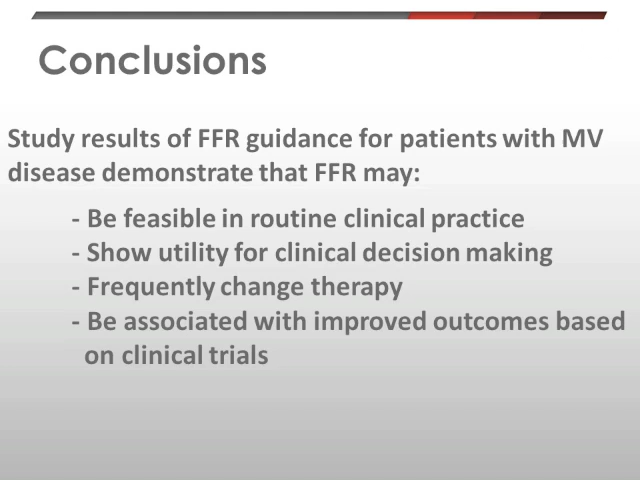 Conclusions
Study results of FFR guidance for patients with MV
disease demonstrate that FFR may:
- Be feasible in routine clinical practice
- Show utility for clinical decision making
- Frequently change therapy
- Be associated with improved outcomes based
on clinical trials